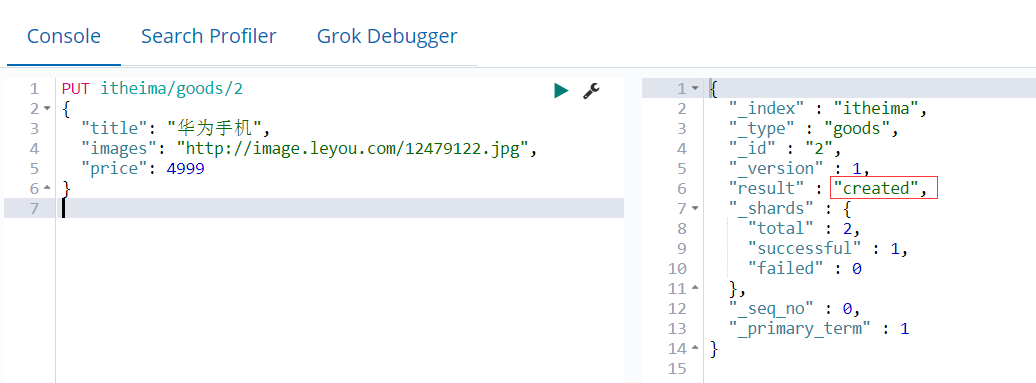 Console Search Profiler Grok Debugger
1 PUT itheima/goods/2
2 {
3 "title": "华为手机",
4 "images": "http://image.leyou.com/12479122.jpg",
5 "price": 4999
6 }
7
1 {
2 "_index" : "itheima",
3 "_type" : "goods",
4 "_id" : "2",
5 "_version" : 1,
6 "result" : "created",
7 "_shards" : {
8 "total" : 2,
9 "successful" : 1,
10 "failed" : 0
11 },
12 "_seq_no" : 0,
13 "_primary_term" : 1
14 }
15